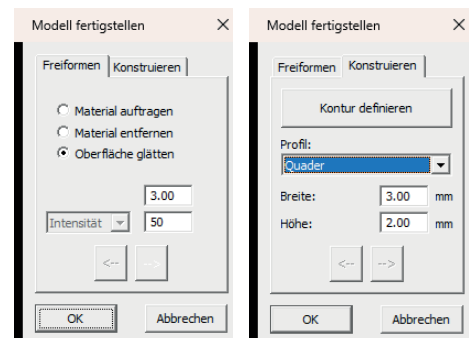 Modell fertigstellen
Freiformen Konstruieren
Material auftragen
Material entfernen
Oberfläche glätten
3.00
Intensität 50
<-- -->
OK Abbrechen
Modell fertigstellen
Freiformen Konstruieren
Kontur definieren
Profil:
Quader
Breite: 3.00 mm
Höhe: 2.00 mm
<-- -->
OK Abbrechen